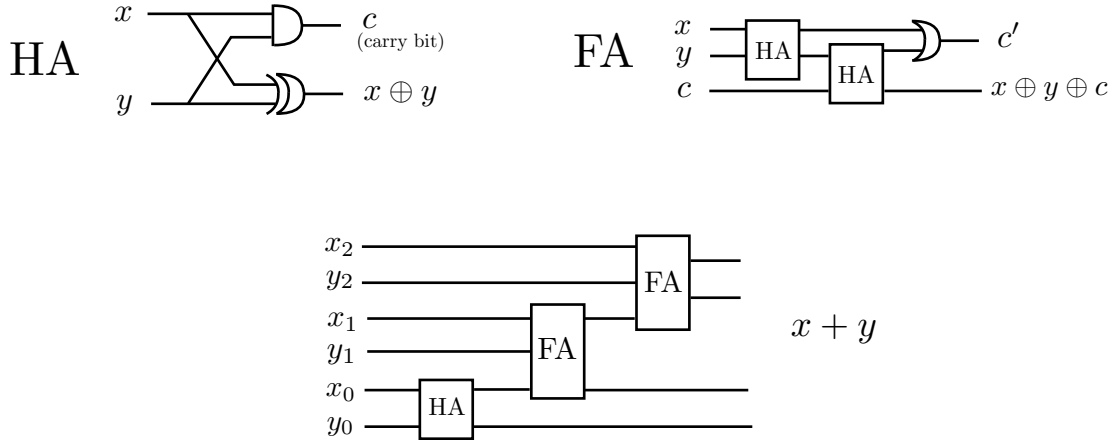 HA
x
y
c
(carry bit)
x ⊕ y
FA
x
y
c
HA
HA
c′
x ⊕ y ⊕ c
x₂
y₂
x₁
y₁
x₀
y₀
HA
FA
FA
x + y